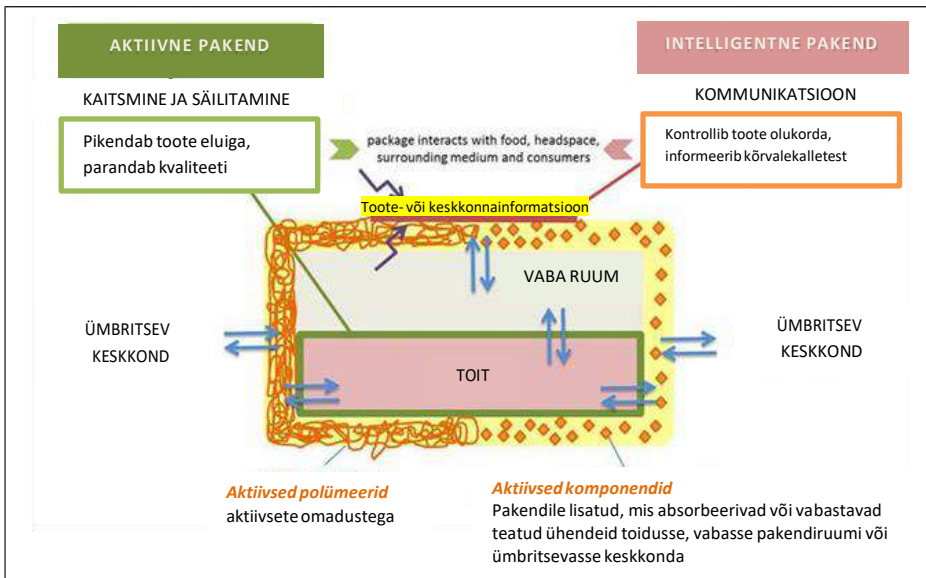 AKTIIVNE PAKEND
INTELLIGENTNE PAKEND
KAITSMINE JA SÄILITAMINE
KOMMUNIKATSIOON
Pikendab toote eluiga,
parandab kvaliteeti
package interacts with food, headspace,
surrounding medium and consumers
Kontrollib toote olukorda,
informeerib kõrvalekalletest
Toote- või keskkonnainformatsioon
VABA RUUM
ÜMBRITSEV
KESKKOND
TOIT
ÜMBRITSEV
KESKKOND
Aktiivsed polümeerid
aktiivsete omadustega
Aktiivsed komponendid
Pakendile lisatud, mis absorbeerivad või vabastavad
teatud ühendeid toidusse, vabasse pakendiruumi või
ümbritsevasse keskkonda